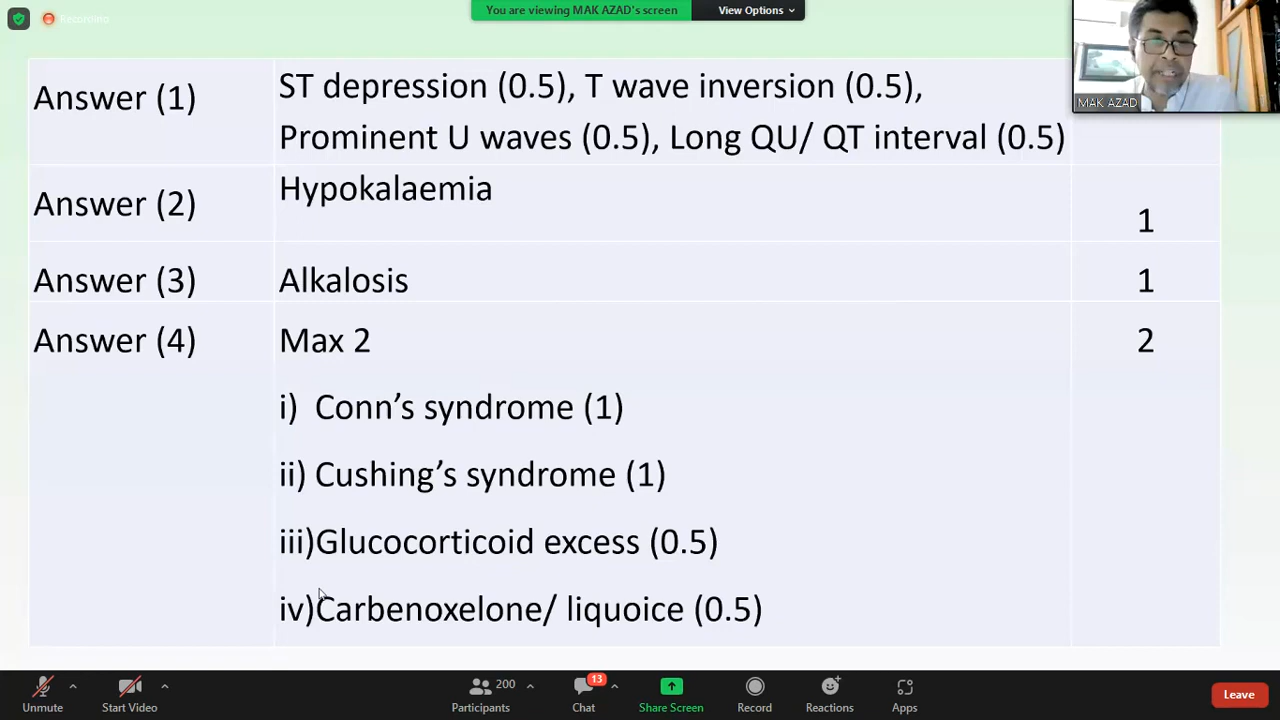 Recording
You are viewing MAK AZAD's screen
View Options
MAK AZAD
Answer (1)
ST depression (0.5), T wave inversion (0.5),
Prominent U waves (0.5), Long QU/ QT interval (0.5)
Answer (2)
Hypokalaemia
1
Answer (3)
Alkalosis
1
Answer (4)
Max 2
2
i) Conn's syndrome (1)
ii) Cushing's syndrome (1)
iii)Glucocorticoid excess (0.5)
iv)Carbenoxelone/ liquoice (0.5)
Unmute
Start Video
200
Participants
13
Chat
Share Screen
Record
Reactions
Apps
Leave